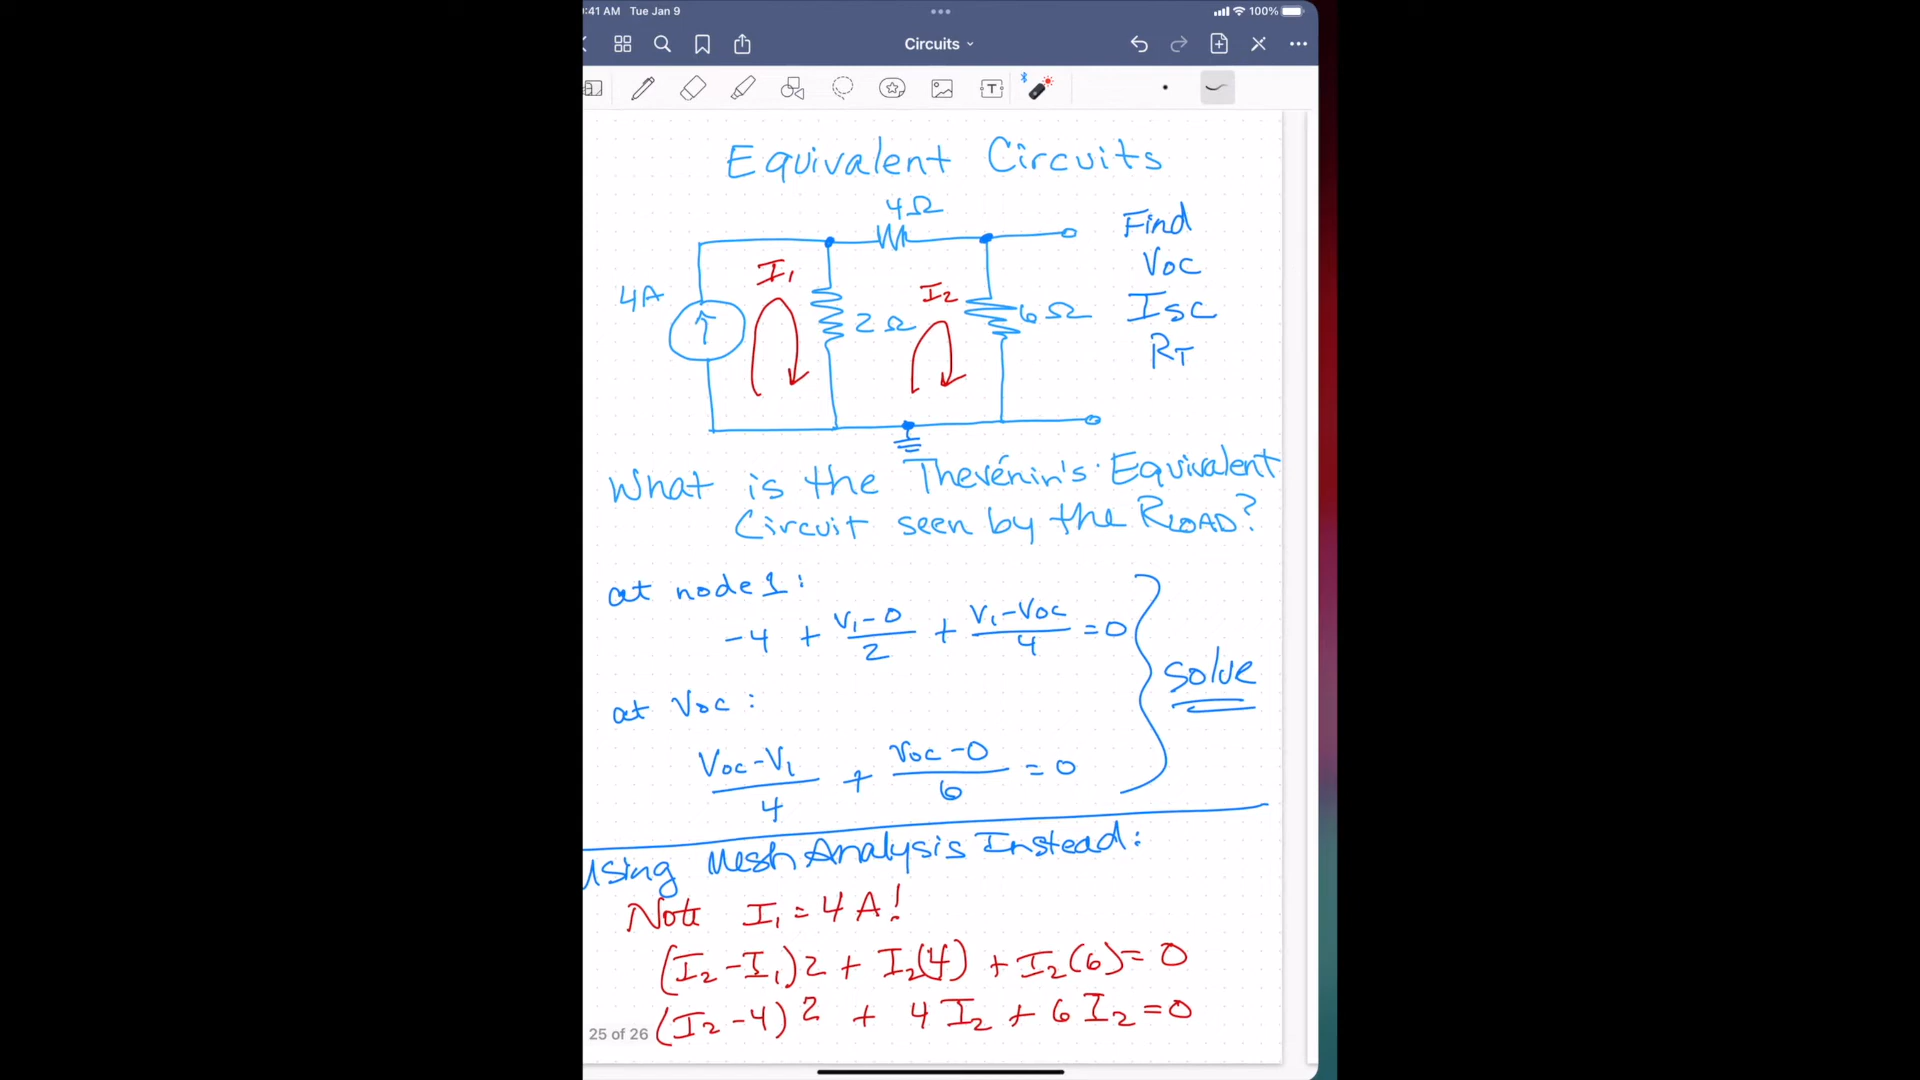 :41 AM Tue Jan 9
100%
Circuits
T
Equivalent Circuits
4Ω
Find
Voc
Isc
RT
4A
I₁
I₂
2Ω
6Ω
What is the Thevénin's Equivalent
Circuit seen by the RLOAD?
at node 1:
-4 + V₁-0/2 + V₁-Voc/4 = 0
solve
at Voc:
Voc-V₁/4 + Voc-0/6 = 0
Using Mesh Analysis Instead:
Note I₁ = 4A!
(I₂-I₁)2 + I₂(4) + I₂(6) = 0
(I₂-4)2 + 4I₂ + 6I₂ = 0
25 of 26